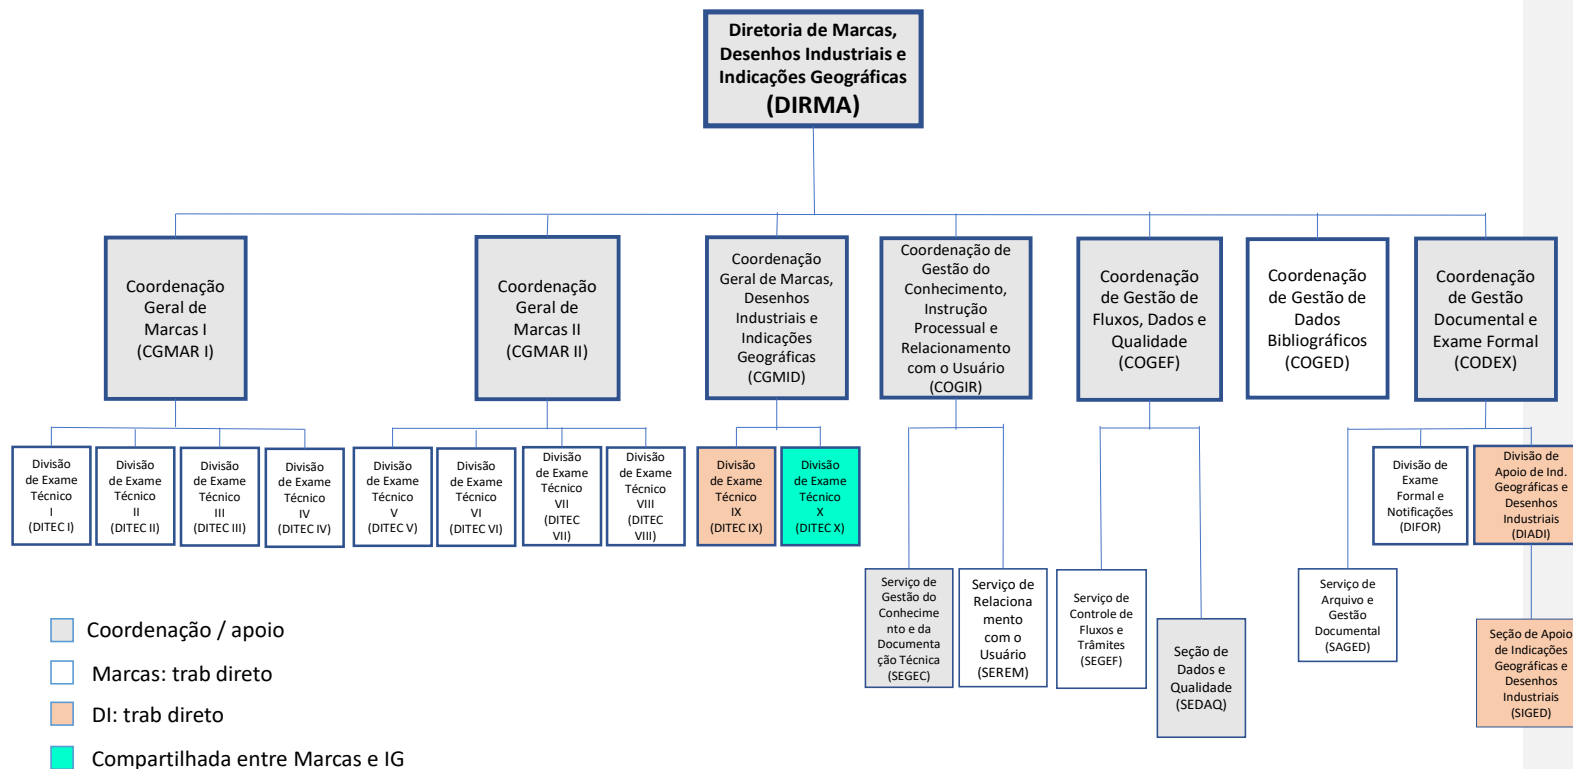 Diretoria de Marcas,
Desenhos Industriais e
Indicações Geográficas
(DIRMA)
Coordenação
Geral de
Marcas I
(CGMAR I)
Coordenação
Geral de
Marcas II
(CGMAR II)
Coordenação
Geral de Marcas,
Desenhos
Industriais e
Indicações
Geográficas
(CGMID)
Coordenação de
Gestão do
Conhecimento,
Instrução
Processual e
Relacionamento
com o Usuário
(COGIR)
Coordenação
de Gestão de
Fluxos, Dados e
Qualidade
(COGEF)
Coordenação
de Gestão de
Dados
Bibliográficos
(COGED)
Coordenação
de Gestão
Documental e
Exame Formal
(CODEX)
Divisão
de Exame
Técnico
I
(DITEC I)
Divisão
de Exame
Técnico
II
(DITEC II)
Divisão
de Exame
Técnico
III
(DITEC III)
Divisão
de Exame
Técnico
IV
(DITEC IV)
Divisão
de Exame
Técnico
V
(DITEC V)
Divisão
de Exame
Técnico
VI
(DITEC VI)
Divisão
de Exame
Técnico
VII
(DITEC
VII)
Divisão
de Exame
Técnico
VIII
(DITEC
VIII)
Divisão
de Exame
Técnico
IX
(DITEC IX)
Divisão
de Exame
Técnico
X
(DITEC X)
Divisão de
Exame
Formal e
Notificações
(DIFOR)
Divisão de
Apoio de Ind.
Geográficas e
Desenhos
Industriais
(DIADI)
Serviço de
Gestão do
Conhecime
nto e da
Documenta
ção Técnica
(SEGEC)
Serviço de
Relaciona
mento
com o
Usuário
(SEREM)
Serviço de
Controle de
Fluxos e
Trâmites
(SEGEF)
Seção de
Dados e
Qualidade
(SEDAQ)
Serviço de
Arquivo e
Gestão
Documental
(SAGED)
Seção de Apoio
de Indicações
Geográficas e
Desenhos
Industriais
(SIGED)
Coordenação / apoio
Marcas: trab direto
DI: trab direto
Compartilhada entre Marcas e IG